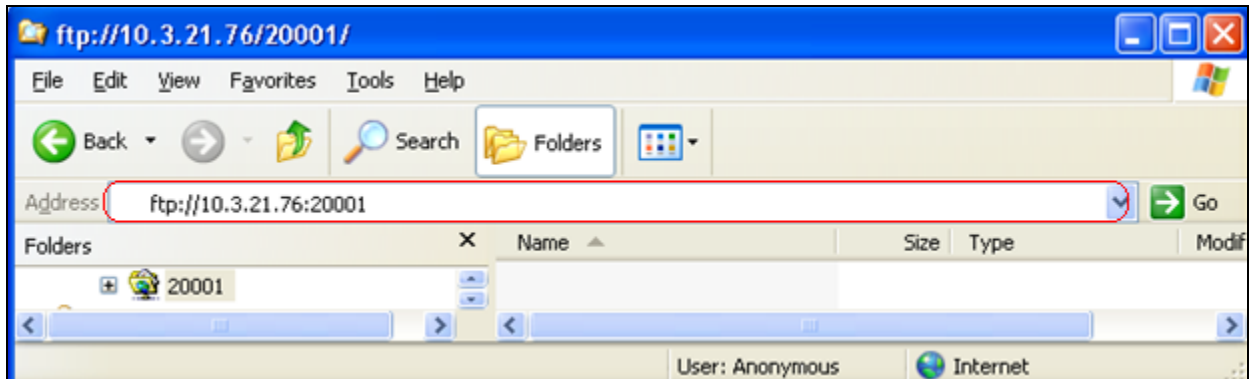 ftp://10.3.21.76/20001/
File Edit View Favorites Tools Help
Back Search Folders
Address ftp://10.3.21.76:20001 Go
Folders Name Size Type Modif
20001
User: Anonymous Internet